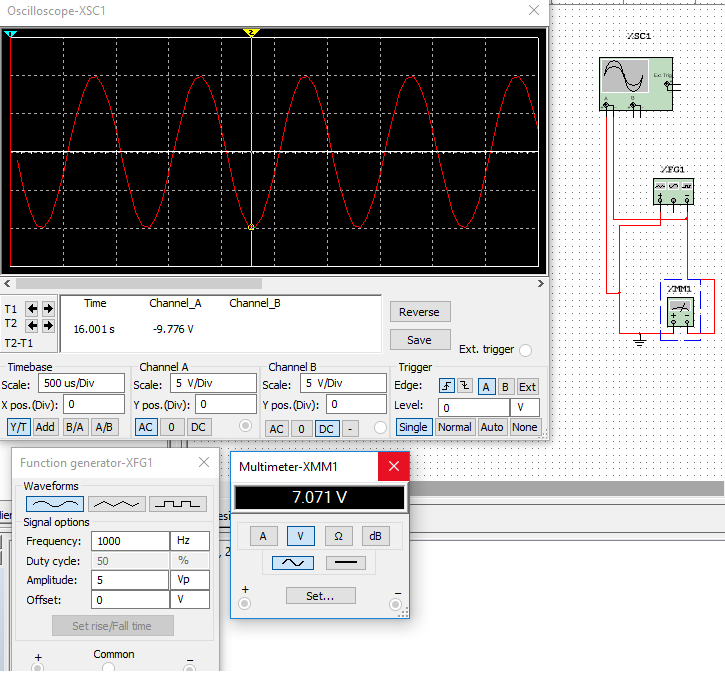 Oscilloscope-XSC1
T1
T2
T2-T1
Time Channel_A Channel_B
16.001 s -9.776 V
Reverse
Save
Ext. trigger
Timebase
Scale: 500 us/Div
X pos.(Div): 0
Y/T Add B/A A/B
Channel A
Scale: 5 V/Div
Y pos.(Div): 0
AC 0 DC
Channel B
Scale: 5 V/Div
Y pos.(Div): 0
AC 0 DC -
Trigger
Edge: A B Ext
Level: 0 V
Single Normal Auto None
XSC1
Ext Trig
A B
XFG1
XMM1
Function generator-XFG1
Waveforms
Signal options
Frequency: 1000 Hz
Duty cycle: 50 %
Amplitude: 5 Vp
Offset: 0 V
Set rise/Fall time
+ Common -
Multimeter-XMM1
7.071 V
A V Ω dB
+ Set... -